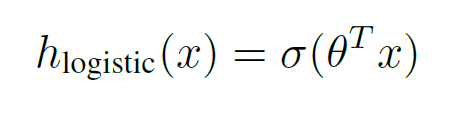 h_logistic(x) = σ(θ^T x)